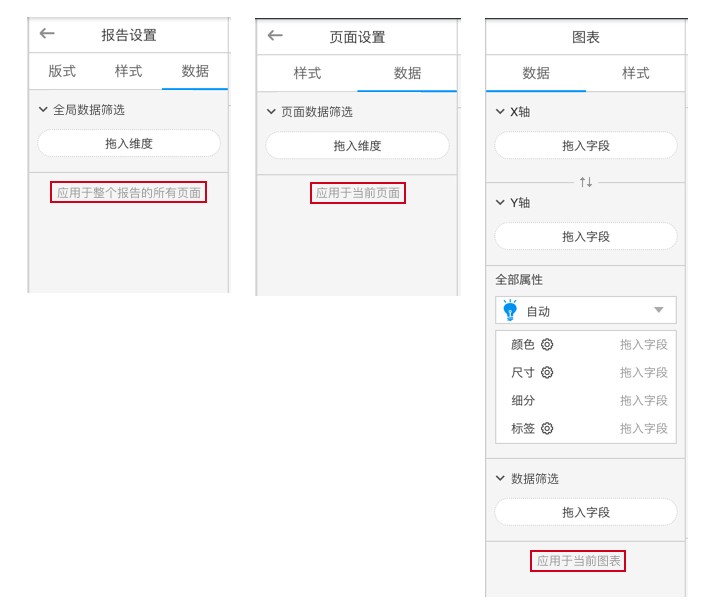 报告设置
版式 样式 数据
全局数据筛选
拖入维度
应用于整个报告的所有页面
页面设置
样式 数据
页面数据筛选
拖入维度
应用于当前页面
图表
数据 样式
X轴
拖入字段
Y轴
拖入字段
全部属性
自动
颜色 拖入字段
尺寸 拖入字段
细分 拖入字段
标签 拖入字段
数据筛选
拖入字段
应用于当前图表